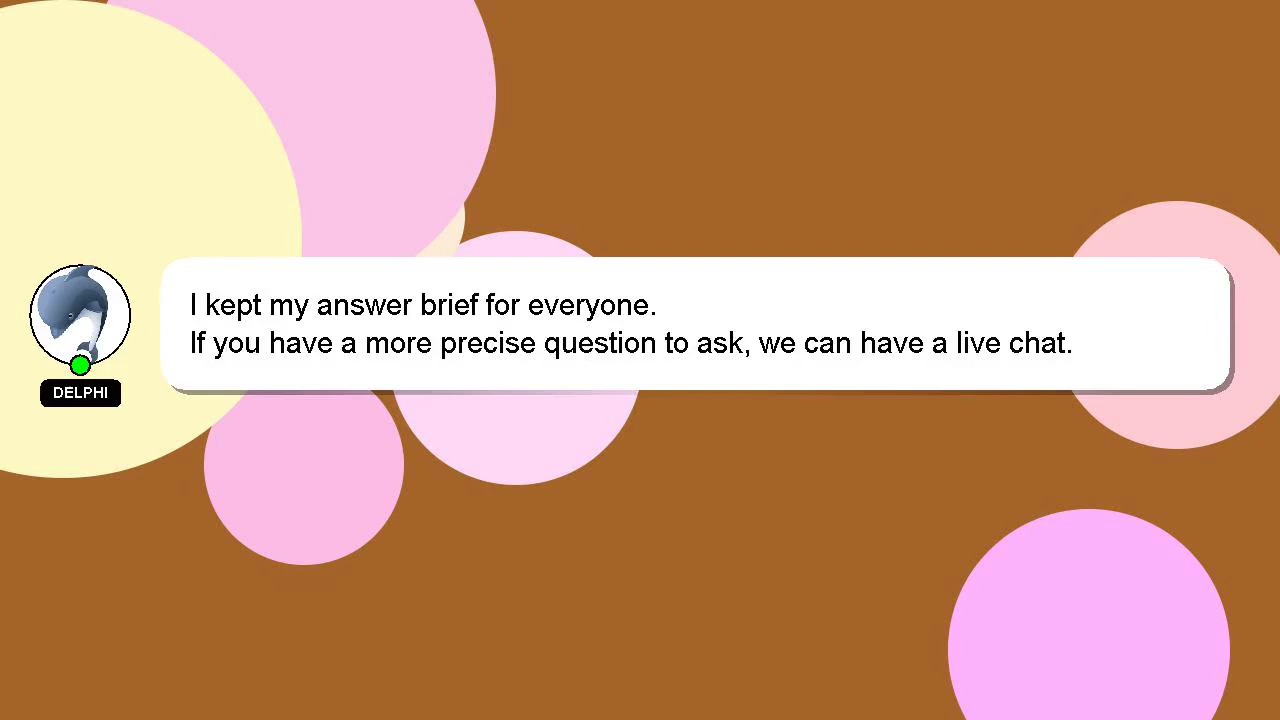 I kept my answer brief for everyone.
If you have a more precise question to ask, we can have a live chat.
DELPHI